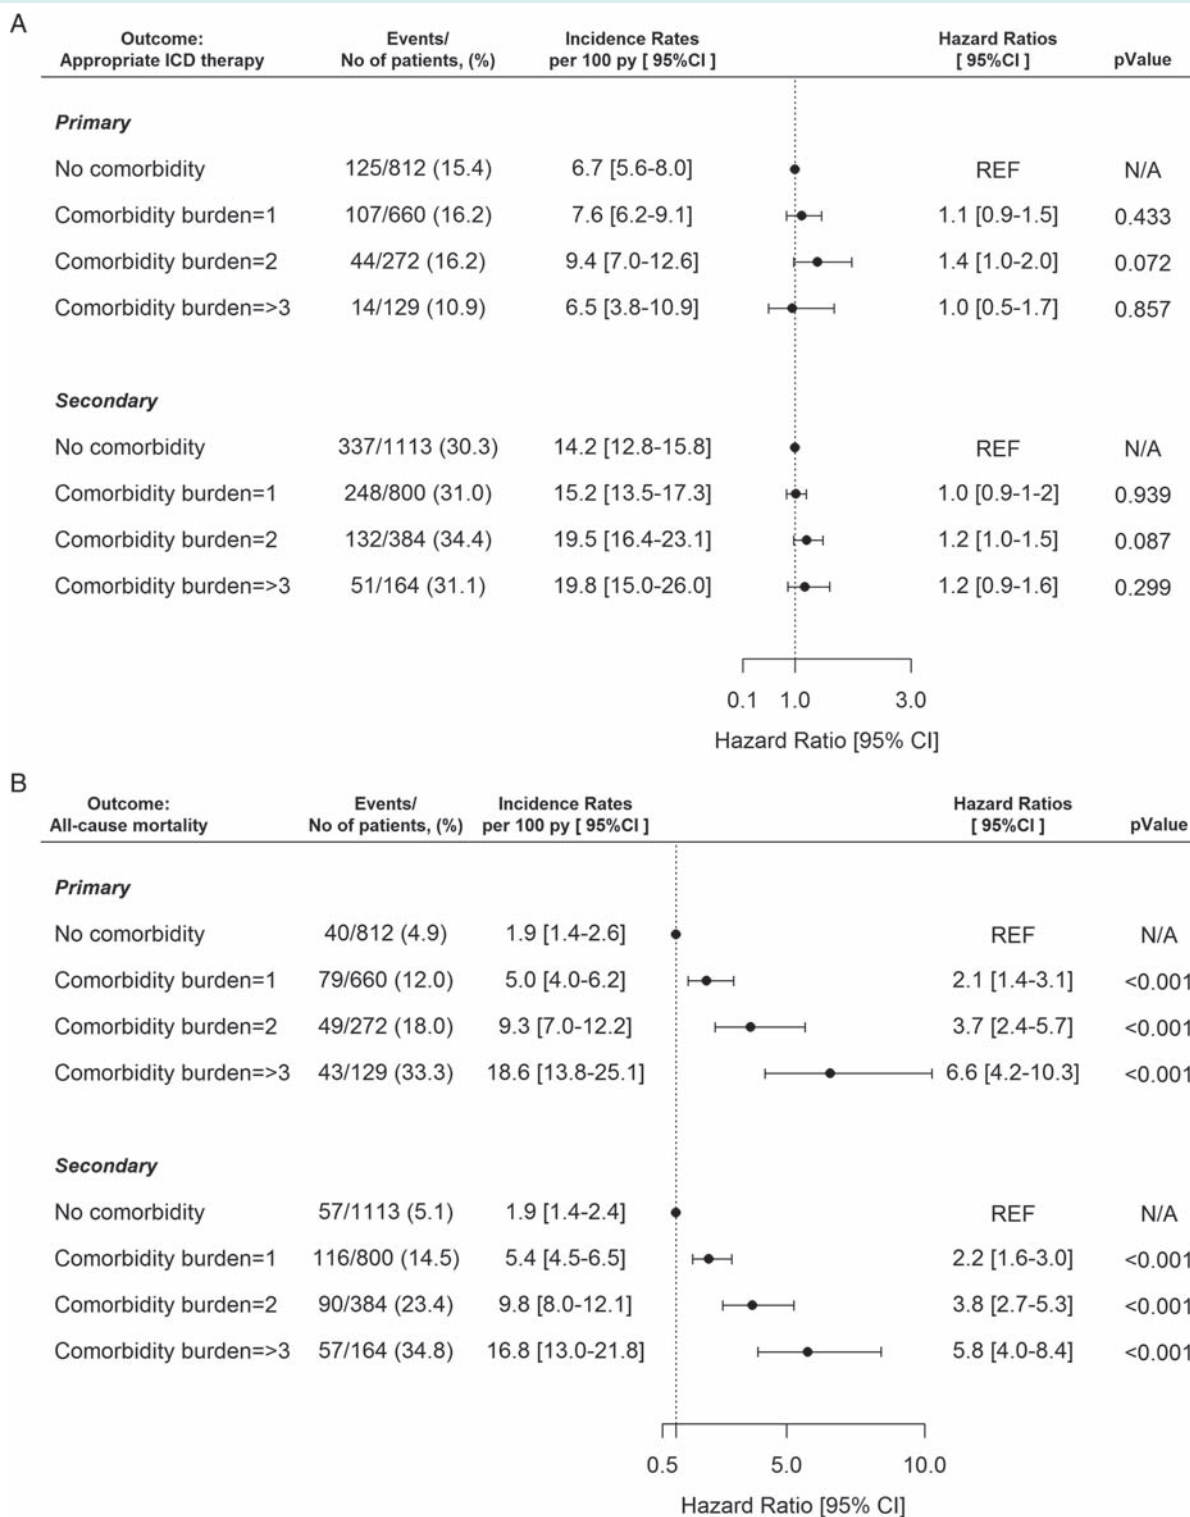 A
Outcome: Events/ Incidence Rates Hazard Ratios
Appropriate ICD therapy No of patients, (%) per 100 py [ 95%CI ] [ 95%CI ] pValue
Primary
No comorbidity 125/812 (15.4) 6.7 [5.6-8.0] REF N/A
Comorbidity burden=1 107/660 (16.2) 7.6 [6.2-9.1] 1.1 [0.9-1.5] 0.433
Comorbidity burden=2 44/272 (16.2) 9.4 [7.0-12.6] 1.4 [1.0-2.0] 0.072
Comorbidity burden=>3 14/129 (10.9) 6.5 [3.8-10.9] 1.0 [0.5-1.7] 0.857
Secondary
No comorbidity 337/1113 (30.3) 14.2 [12.8-15.8] REF N/A
Comorbidity burden=1 248/800 (31.0) 15.2 [13.5-17.3] 1.0 [0.9-1-2] 0.939
Comorbidity burden=2 132/384 (34.4) 19.5 [16.4-23.1] 1.2 [1.0-1.5] 0.087
Comorbidity burden=>3 51/164 (31.1) 19.8 [15.0-26.0] 1.2 [0.9-1.6] 0.299
0.1 1.0 3.0
Hazard Ratio [95% CI]
B
Outcome: Events/ Incidence Rates Hazard Ratios
All-cause mortality No of patients, (%) per 100 py [ 95%CI ] [ 95%CI ] pValue
Primary
No comorbidity 40/812 (4.9) 1.9 [1.4-2.6] REF N/A
Comorbidity burden=1 79/660 (12.0) 5.0 [4.0-6.2] 2.1 [1.4-3.1] <0.001
Comorbidity burden=2 49/272 (18.0) 9.3 [7.0-12.2] 3.7 [2.4-5.7] <0.001
Comorbidity burden=>3 43/129 (33.3) 18.6 [13.8-25.1] 6.6 [4.2-10.3] <0.001
Secondary
No comorbidity 57/1113 (5.1) 1.9 [1.4-2.4] REF N/A
Comorbidity burden=1 116/800 (14.5) 5.4 [4.5-6.5] 2.2 [1.6-3.0] <0.001
Comorbidity burden=2 90/384 (23.4) 9.8 [8.0-12.1] 3.8 [2.7-5.3] <0.001
Comorbidity burden=>3 57/164 (34.8) 16.8 [13.0-21.8] 5.8 [4.0-8.4] <0.001
0.5 5.0 10.0
Hazard Ratio [95% CI]